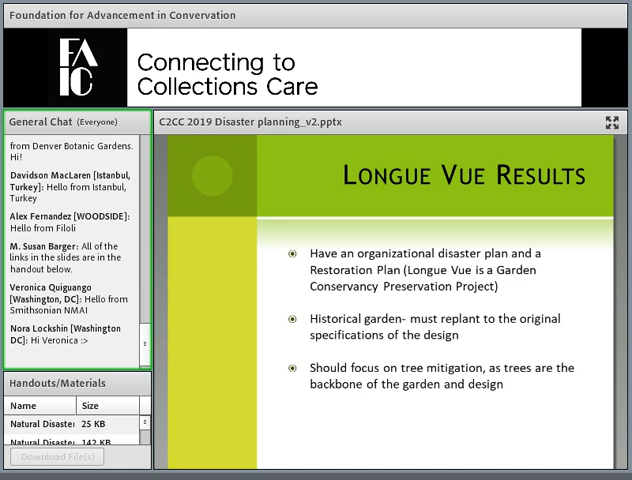 Foundation for Advancement in Convervation
FA
IC
Connecting to
Collections Care
General Chat (Everyone)
from Denver Botanic Gardens.
Hi!
Davidson MacLaren [Istanbul,
Turkey]: Hello from Istanbul,
Turkey
Alex Fernandez [WOODSIDE]:
Hello from Filoli
M. Susan Barger: All of the
links in the slides are in the
handout below.
Veronica Quiguango
[Washington, DC]: Hello from
Smithsonian NMAI
Nora Lockshin [Washington
DC]: Hi Veronica :>
Handouts/Materials
Name Size
Natural Disaster 25 KB
Natural Disaster 142 KB
Download File(s)
C2CC 2019 Disaster planning_v2.pptx
LONGUE VUE RESULTS
Have an organizational disaster plan and a
Restoration Plan (Longue Vue is a Garden
Conservancy Preservation Project)
Historical garden- must replant to the original
specifications of the design
Should focus on tree mitigation, as trees are the
backbone of the garden and design